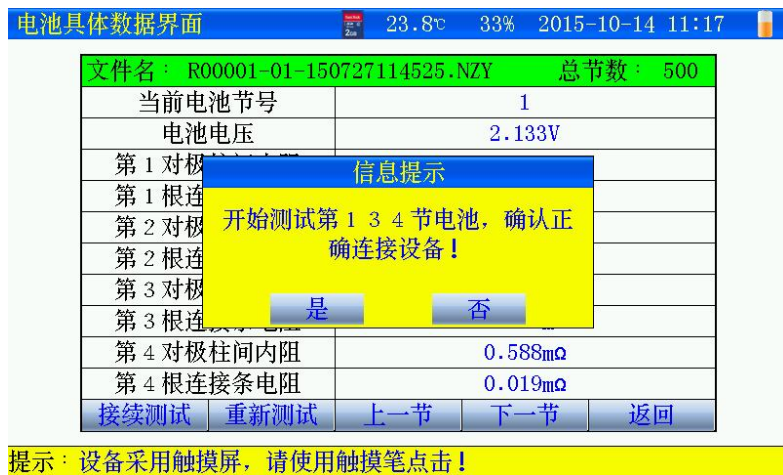 电池具体数据界面 23.8℃ 33% 2015-10-14 11:17
文件名： R00001-01-150727114525.NZY 总节数： 500
当前电池节号 1
电池电压 2.133V
第 1 对极
信息提示
第 1 根连
第 2 对极
开始测试第 1 3 4 节电池，确认正
确连接设备！
第 2 根连
第 3 对极
是 否
第 3 根连
第 4 对极柱间内阻 0.588mΩ
第 4 根连接条电阻 0.019mΩ
接续测试 重新测试 上一节 下一节 返回
提示：设备采用触摸屏，请使用触摸笔点击！